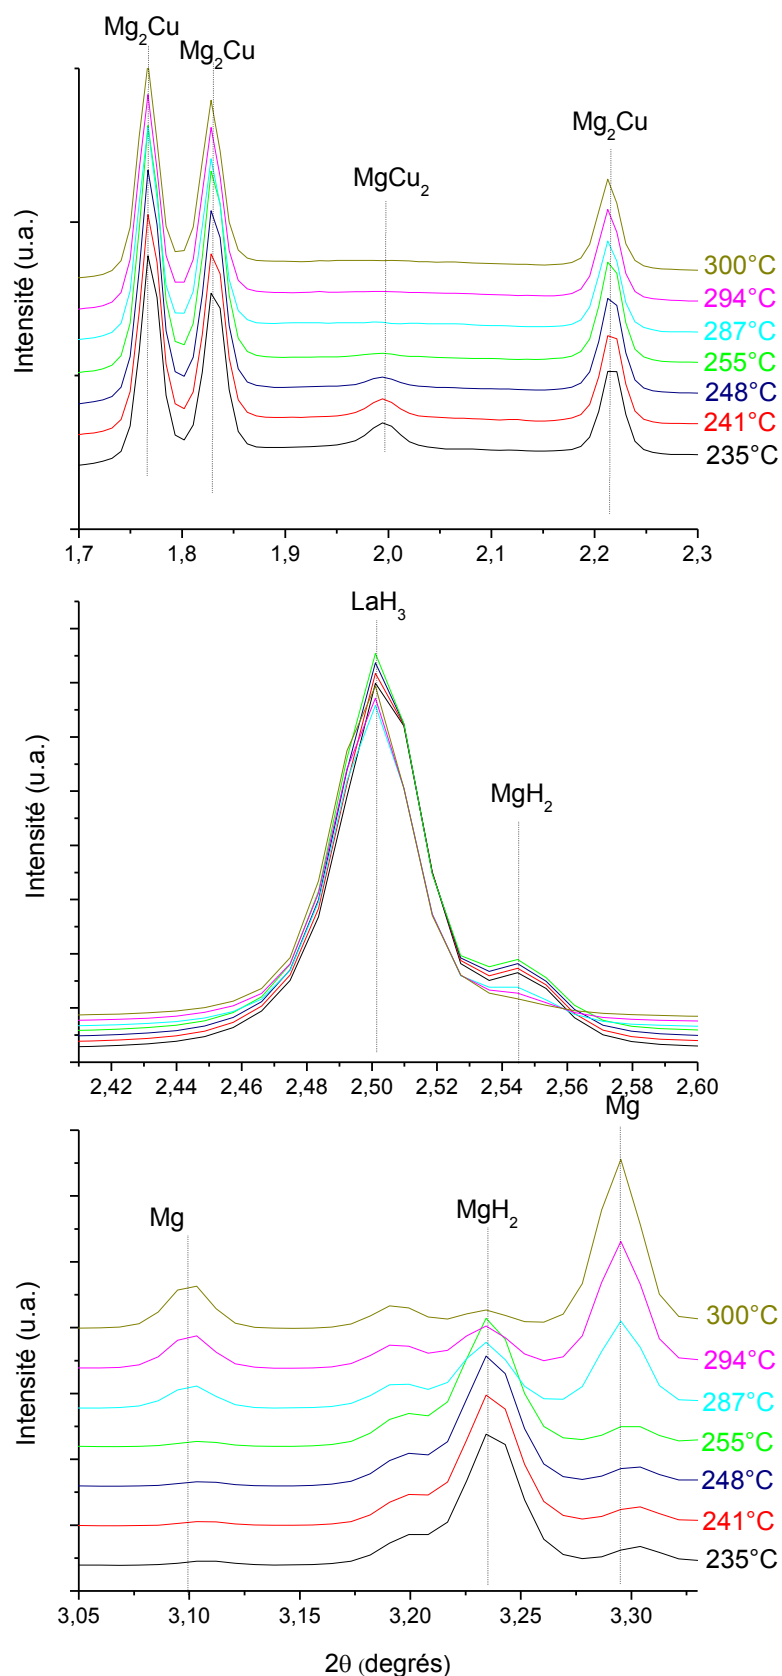 Mg₂Cu
Mg₂Cu
Mg₂Cu
MgCu₂
Intensité (u.a.)
300°C
294°C
287°C
255°C
248°C
241°C
235°C
1,7 1,8 1,9 2,0 2,1 2,2 2,3
LaH₃
MgH₂
Intensité (u.a.)
2,42 2,44 2,46 2,48 2,50 2,52 2,54 2,56 2,58 2,60
Mg
Mg
MgH₂
Intensité (u.a.)
300°C
294°C
287°C
255°C
248°C
241°C
235°C
3,05 3,10 3,15 3,20 3,25 3,30
2θ (degrés)